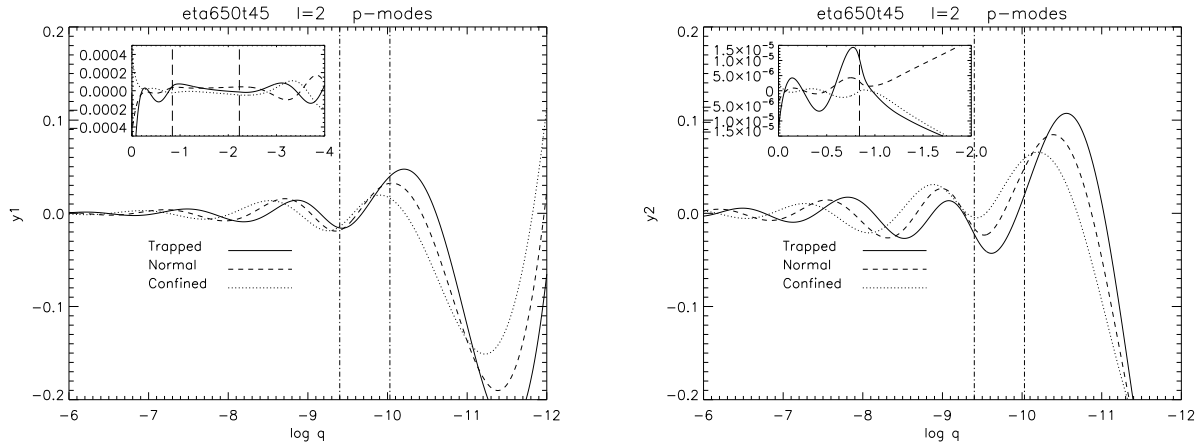 eta650t45 l=2 p-modes
0.2
0.1
0.0
-0.1
-0.2
y1
0.0004
0.0002
0.0000
-0.0002
-0.0004
0 -1 -2 -3 -4
Trapped
Normal
Confined
-6 -7 -8 -9 -10 -11 -12
log q
eta650t45 l=2 p-modes
0.2
0.1
0.0
-0.1
-0.2
y2
1.5×10-5
1.0×10-5
5.0×10-6
0
-5.0×10-6
-1.0×10-5
-1.5×10-5
0.0 -0.5 -1.0 -1.5 -2.0
Trapped
Normal
Confined
-6 -7 -8 -9 -10 -11 -12
log q